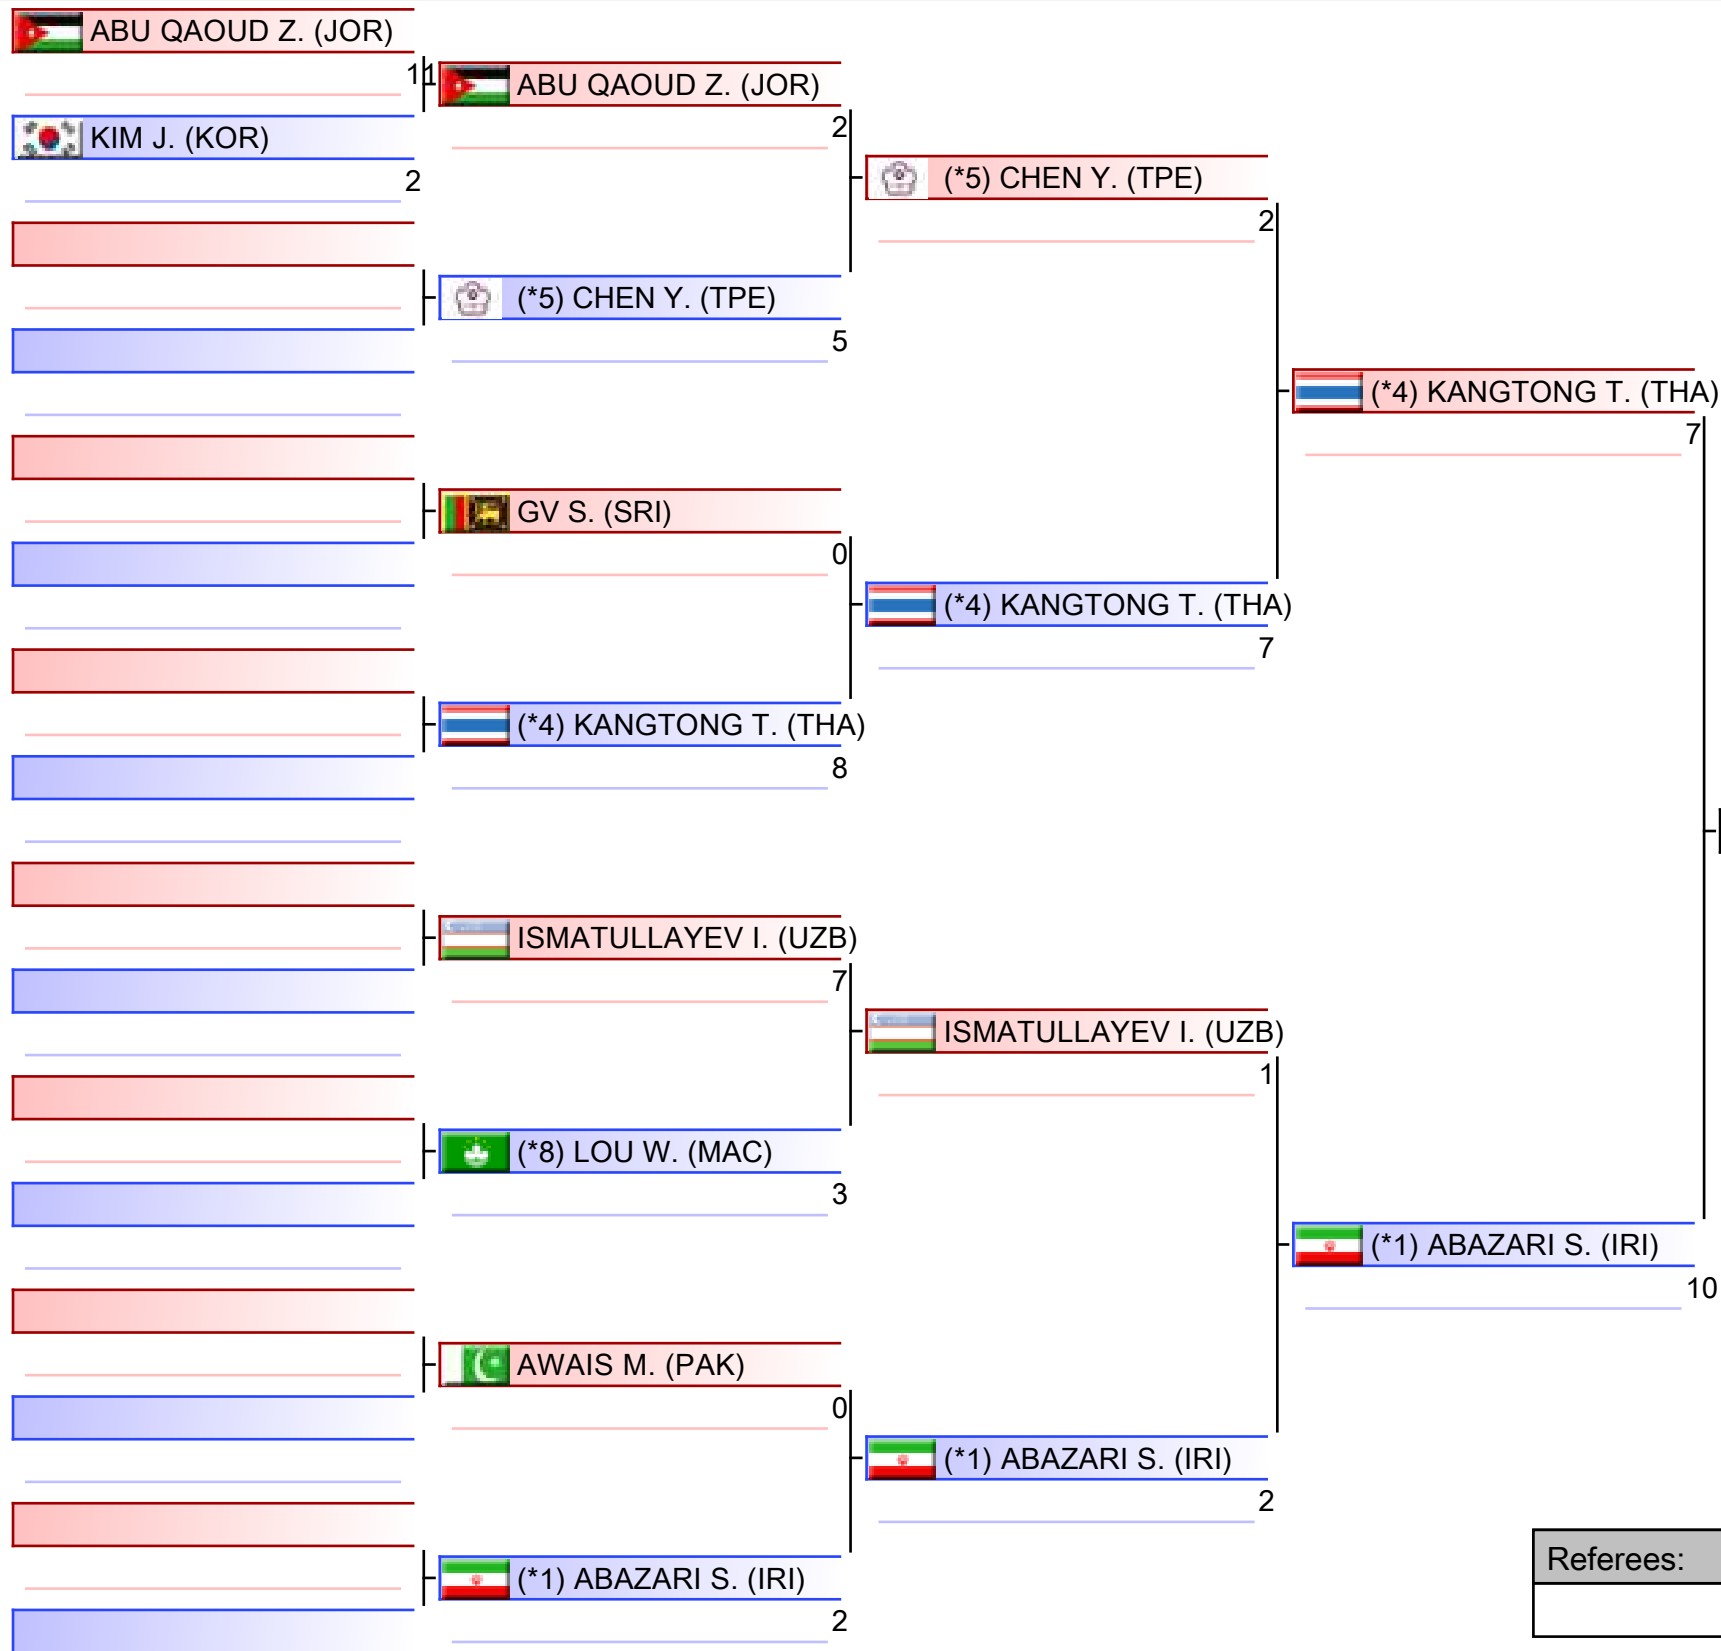 ABU QAOUD Z. (JOR)
11
KIM J. (KOR)
2
ABU QAOUD Z. (JOR)
2
(*5) CHEN Y. (TPE)
5
GV S. (SRI)
0
(*4) KANGTONG T. (THA)
8
ISMATULLAYEV I. (UZB)
7
(*8) LOU W. (MAC)
3
AWAIS M. (PAK)
0
(*1) ABAZARI S. (IRI)
2
(*5) CHEN Y. (TPE)
2
(*4) KANGTONG T. (THA)
7
ISMATULLAYEV I. (UZB)
1
(*1) ABAZARI S. (IRI)
2
(*4) KANGTONG T. (THA)
7
(*1) ABAZARI S. (IRI)
10
Referees: